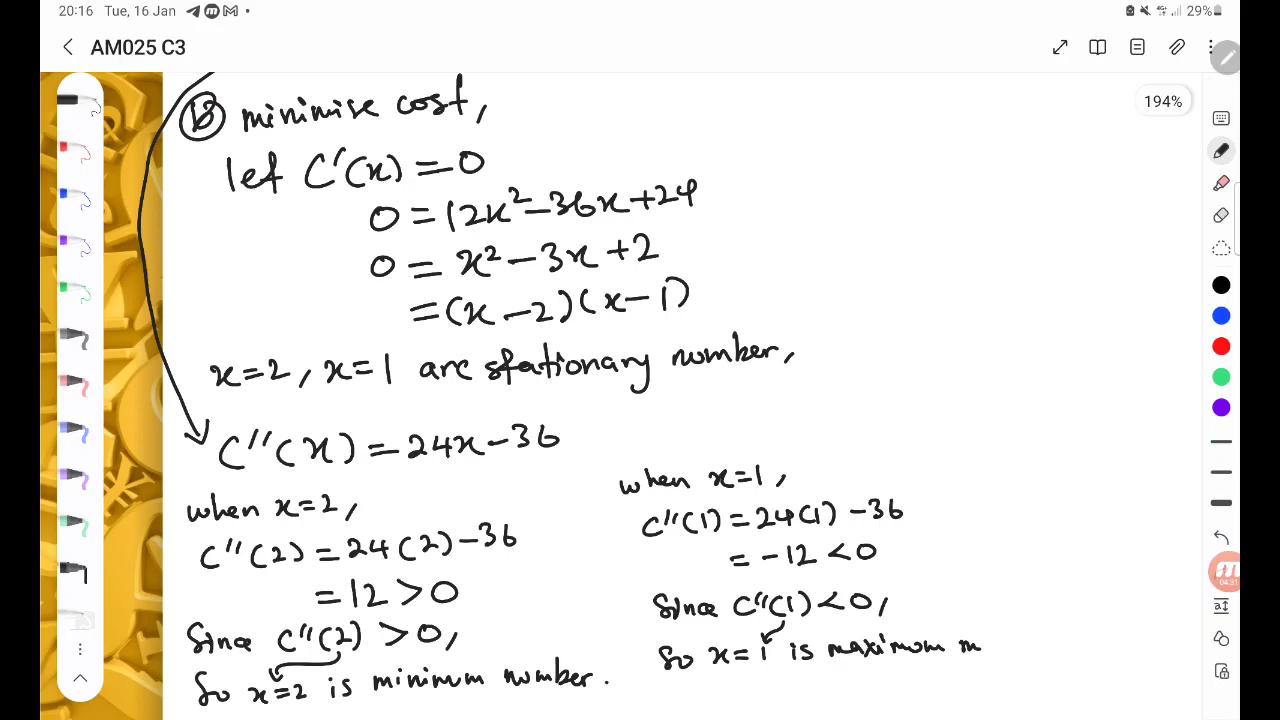 20:16 Tue, 16 Jan
29%
AM025 C3
194%
b minimise cost,
let C'(x) = 0
0 = 12x² - 36x + 24
0 = x² - 3x + 2
= (x - 2)(x - 1)
x = 2, x = 1 are stationary number,
C''(x) = 24x - 36
when x = 2,
C''(2) = 24(2) - 36
= 12 > 0
Since C''(2) > 0,
So x = 2 is minimum number.
when x = 1,
C''(1) = 24(1) - 36
= -12 < 0
Since C''(1) < 0,
So x = 1 is maximum
04:31